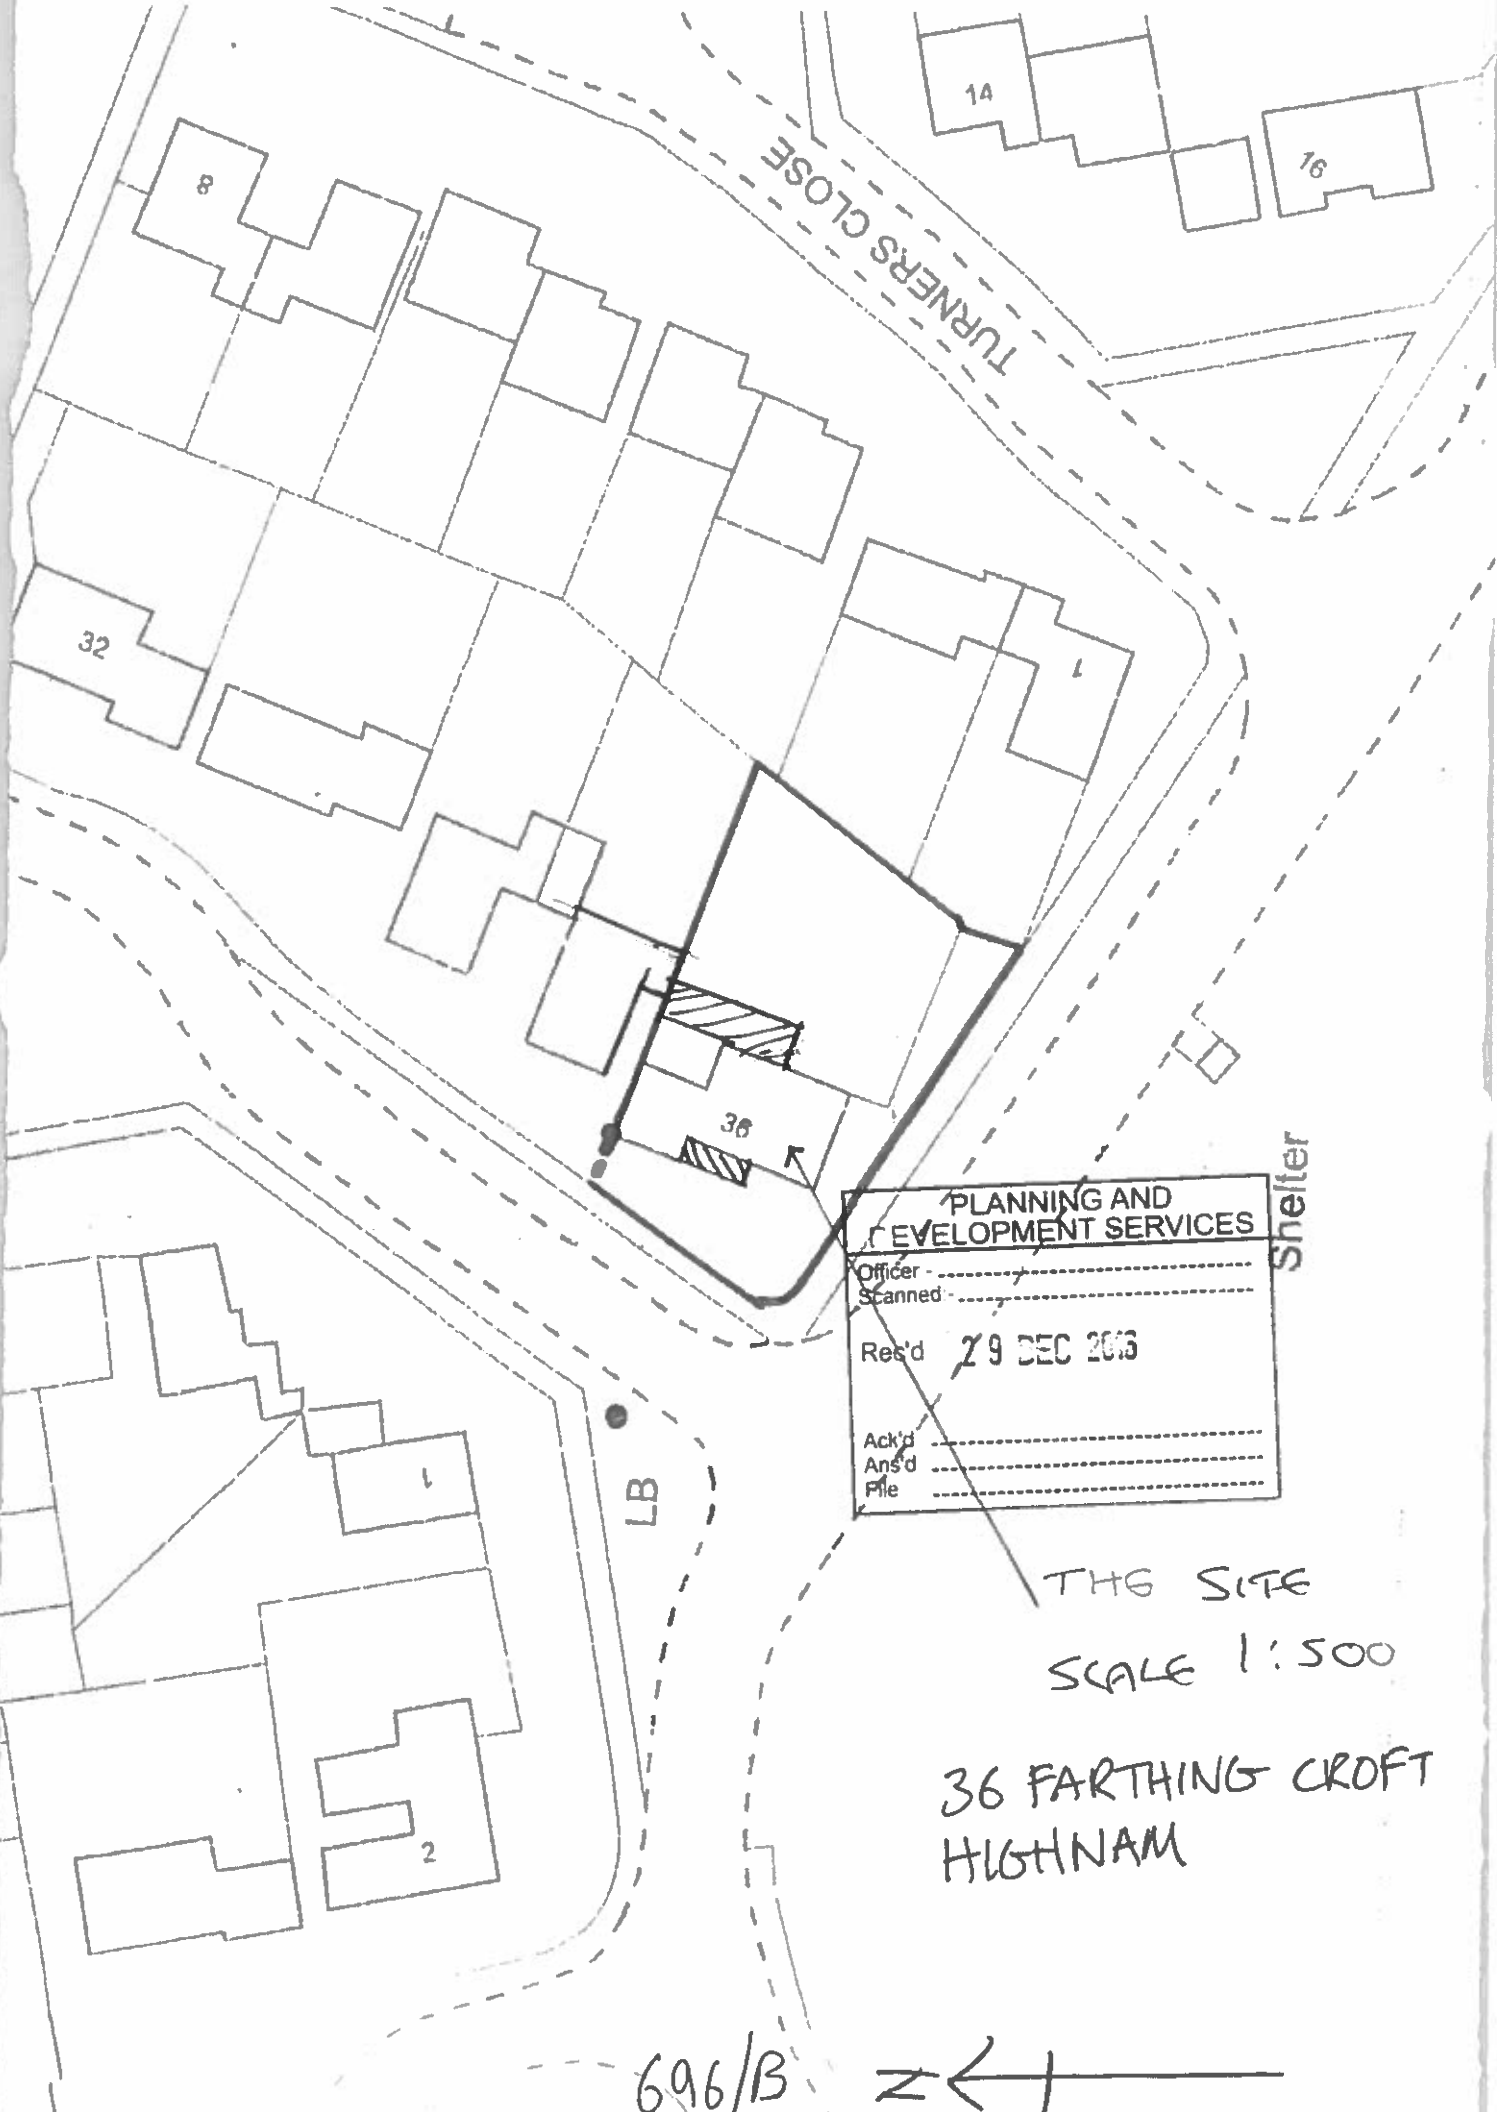 14
16
8
TURNERS CLOSE
32
1
36
Shelter
PLANNING AND
DEVELOPMENT SERVICES
Officer -
Scanned -
Rec'd 29 DEC 2016
Ack'd
Ans'd
File
1
LB
THE SITE
SCALE 1:500
36 FARTHING CROFT
HIGHNAM
2
696/B
N